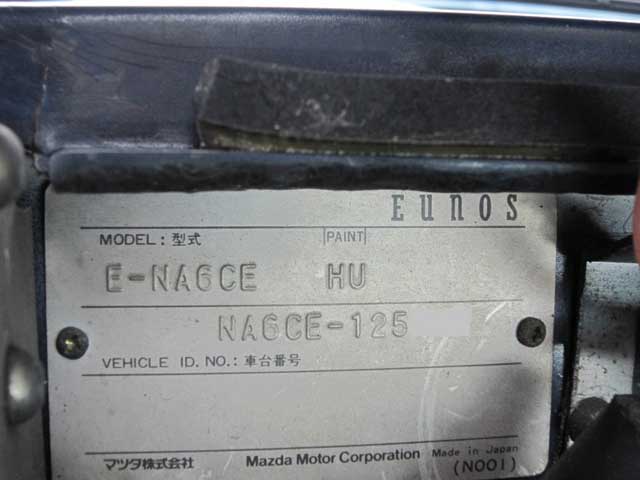 EUNOS
MODEL: 型式 PAINT
E-NA6CE HU
NA6CE-125
VEHICLE ID. NO.: 車台番号
マツダ株式会社 Mazda Motor Corporation Made in Japan
(N001)